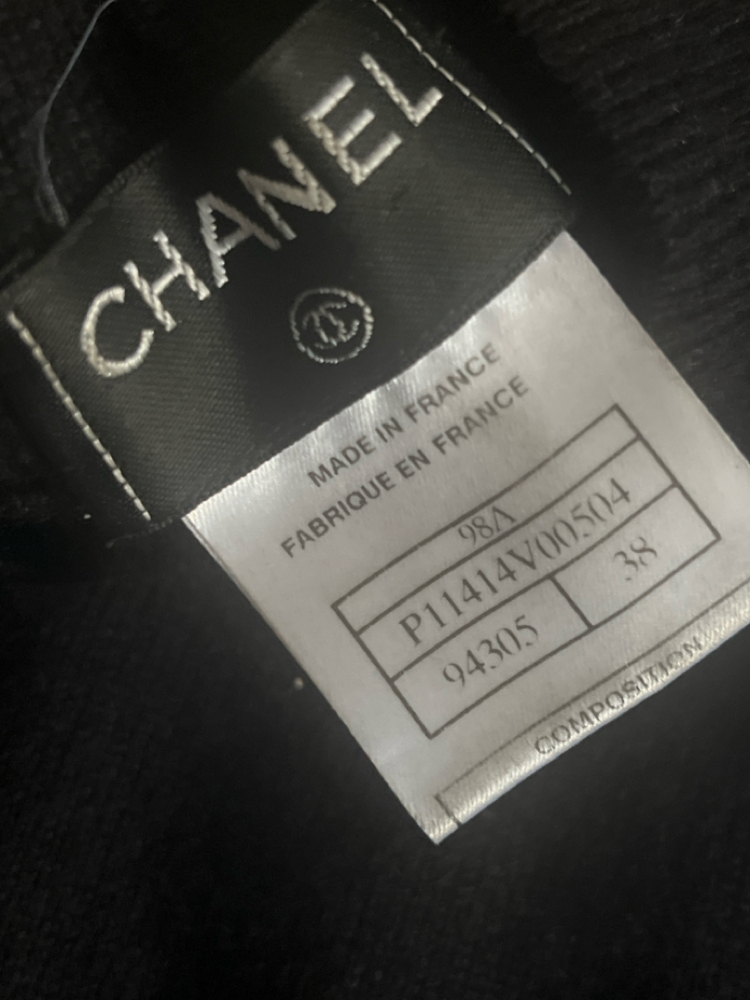 CHANEL
MADE IN FRANCE
FABRIQUE EN FRANCE
98A
P11414V00504
94305 38
COMPOSITION